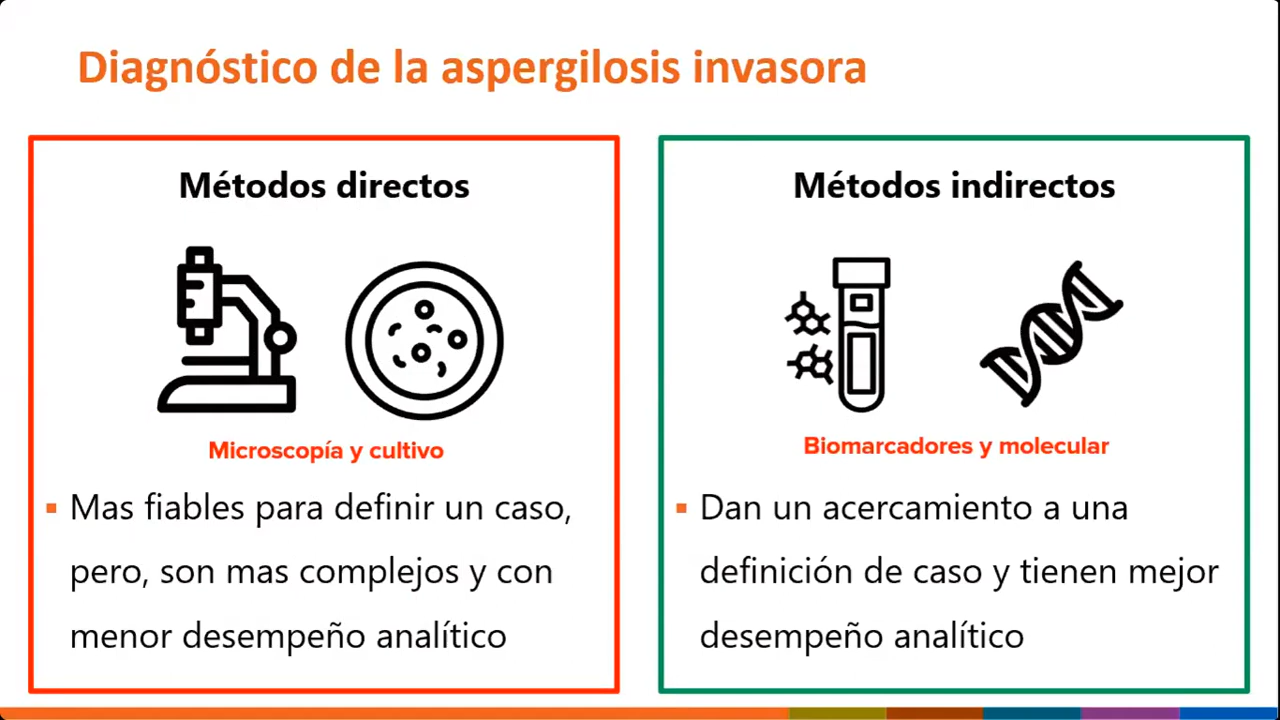 Diagnóstico de la aspergilosis invasora
Métodos directos
Microscopía y cultivo
▪ Mas fiables para definir un caso,
pero, son mas complejos y con
menor desempeño analítico
Métodos indirectos
Biomarcadores y molecular
▪ Dan un acercamiento a una
definición de caso y tienen mejor
desempeño analítico